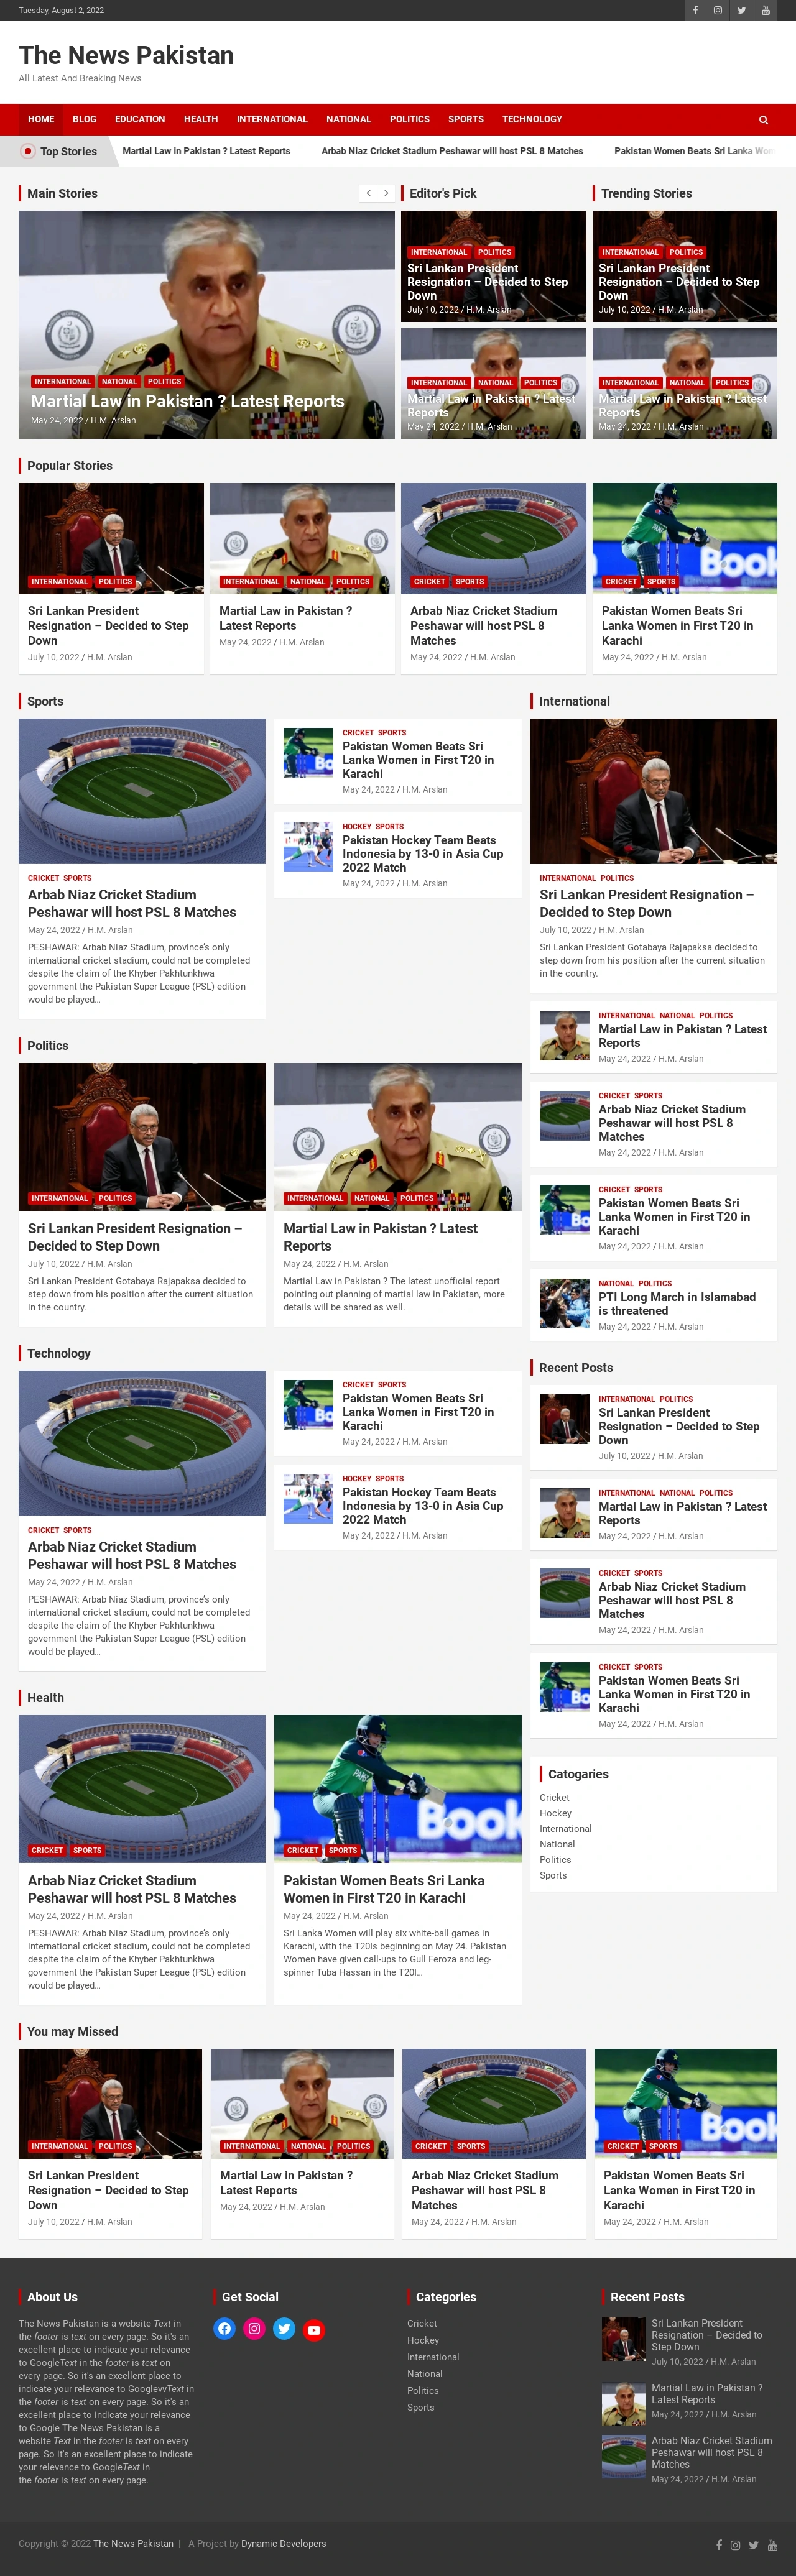 Tuesday, August 2, 2022
The News Pakistan
All Latest And Breaking News
HOME BLOG EDUCATION HEALTH INTERNATIONAL NATIONAL POLITICS SPORTS TECHNOLOGY
Top Stories
Martial Law in Pakistan ? Latest Reports Arbab Niaz Cricket Stadium Peshawar will host PSL 8 Matches Pakistan Women Beats Sri Lanka
Main Stories
INTERNATIONAL NATIONAL POLITICS
Martial Law in Pakistan ? Latest Reports
May 24, 2022 / H.M. Arslan
Editor's Pick
INTERNATIONAL POLITICS
Sri Lankan President
Resignation – Decided to Step
Down
July 10, 2022 / H.M. Arslan
INTERNATIONAL NATIONAL POLITICS
Martial Law in Pakistan ? Latest
Reports
May 24, 2022 / H.M. Arslan
Trending Stories
INTERNATIONAL POLITICS
Sri Lankan President
Resignation – Decided to Step
Down
July 10, 2022 / H.M. Arslan
INTERNATIONAL NATIONAL POLITICS
Martial Law in Pakistan ? Latest
Reports
May 24, 2022 / H.M. Arslan
Popular Stories
INTERNATIONAL POLITICS
Sri Lankan President
Resignation – Decided to Step
Down
July 10, 2022 / H.M. Arslan
INTERNATIONAL NATIONAL POLITICS
Martial Law in Pakistan ?
Latest Reports
May 24, 2022 / H.M. Arslan
CRICKET SPORTS
Arbab Niaz Cricket Stadium
Peshawar will host PSL 8
Matches
May 24, 2022 / H.M. Arslan
CRICKET SPORTS
Pakistan Women Beats Sri
Lanka Women in First T20 in
Karachi
May 24, 2022 / H.M. Arslan
Sports
CRICKET SPORTS
Arbab Niaz Cricket Stadium
Peshawar will host PSL 8 Matches
May 24, 2022 / H.M. Arslan
PESHAWAR: Arbab Niaz Stadium, province's only
international cricket stadium, could not be completed
despite the claim of the Khyber Pakhtunkhwa
government the Pakistan Super League (PSL) edition
would be played…
CRICKET SPORTS
Pakistan Women Beats Sri
Lanka Women in First T20 in
Karachi
May 24, 2022 / H.M. Arslan
HOCKEY SPORTS
Pakistan Hockey Team Beats
Indonesia by 13-0 in Asia Cup
2022 Match
May 24, 2022 / H.M. Arslan
Politics
INTERNATIONAL POLITICS
Sri Lankan President Resignation –
Decided to Step Down
July 10, 2022 / H.M. Arslan
Sri Lankan President Gotabaya Rajapaksa decided to
step down from his position after the current situation
in the country.
INTERNATIONAL NATIONAL POLITICS
Martial Law in Pakistan ? Latest
Reports
May 24, 2022 / H.M. Arslan
Martial Law in Pakistan ? The latest unofficial report
pointing out planning of martial law in Pakistan, more
details will be shared as well.
Technology
CRICKET SPORTS
Arbab Niaz Cricket Stadium
Peshawar will host PSL 8 Matches
May 24, 2022 / H.M. Arslan
PESHAWAR: Arbab Niaz Stadium, province's only
international cricket stadium, could not be completed
despite the claim of the Khyber Pakhtunkhwa
government the Pakistan Super League (PSL) edition
would be played…
CRICKET SPORTS
Pakistan Women Beats Sri
Lanka Women in First T20 in
Karachi
May 24, 2022 / H.M. Arslan
HOCKEY SPORTS
Pakistan Hockey Team Beats
Indonesia by 13-0 in Asia Cup
2022 Match
May 24, 2022 / H.M. Arslan
Health
CRICKET SPORTS
Arbab Niaz Cricket Stadium
Peshawar will host PSL 8 Matches
May 24, 2022 / H.M. Arslan
PESHAWAR: Arbab Niaz Stadium, province's only
international cricket stadium, could not be completed
despite the claim of the Khyber Pakhtunkhwa
government the Pakistan Super League (PSL) edition
would be played…
CRICKET SPORTS
Pakistan Women Beats Sri Lanka
Women in First T20 in Karachi
May 24, 2022 / H.M. Arslan
Sri Lanka Women will play six white-ball games in
Karachi, with the T20Is beginning on May 24. Pakistan
Women have given call-ups to Gull Feroza and leg-
spinner Tuba Hassan in the T20I…
International
INTERNATIONAL POLITICS
Sri Lankan President Resignation –
Decided to Step Down
July 10, 2022 / H.M. Arslan
Sri Lankan President Gotabaya Rajapaksa decided to
step down from his position after the current situation
in the country.
INTERNATIONAL NATIONAL POLITICS
Martial Law in Pakistan ? Latest
Reports
May 24, 2022 / H.M. Arslan
CRICKET SPORTS
Arbab Niaz Cricket Stadium
Peshawar will host PSL 8
Matches
May 24, 2022 / H.M. Arslan
CRICKET SPORTS
Pakistan Women Beats Sri
Lanka Women in First T20 in
Karachi
May 24, 2022 / H.M. Arslan
NATIONAL POLITICS
PTI Long March in Islamabad
is threatened
May 24, 2022 / H.M. Arslan
Recent Posts
INTERNATIONAL POLITICS
Sri Lankan President
Resignation – Decided to Step
Down
July 10, 2022 / H.M. Arslan
INTERNATIONAL NATIONAL POLITICS
Martial Law in Pakistan ? Latest
Reports
May 24, 2022 / H.M. Arslan
CRICKET SPORTS
Arbab Niaz Cricket Stadium
Peshawar will host PSL 8
Matches
May 24, 2022 / H.M. Arslan
CRICKET SPORTS
Pakistan Women Beats Sri
Lanka Women in First T20 in
Karachi
May 24, 2022 / H.M. Arslan
Catogaries
Cricket
Hockey
International
National
Politics
Sports
You may Missed
INTERNATIONAL POLITICS
Sri Lankan President
Resignation – Decided to Step
Down
July 10, 2022 / H.M. Arslan
INTERNATIONAL NATIONAL POLITICS
Martial Law in Pakistan ?
Latest Reports
May 24, 2022 / H.M. Arslan
CRICKET SPORTS
Arbab Niaz Cricket Stadium
Peshawar will host PSL 8
Matches
May 24, 2022 / H.M. Arslan
CRICKET SPORTS
Pakistan Women Beats Sri
Lanka Women in First T20 in
Karachi
May 24, 2022 / H.M. Arslan
About Us
The News Pakistan is a website Text in
the footer is text on every page. So it's an
excellent place to indicate your relevance
to GoogleText in the footer is text on
every page. So it's an excellent place to
indicate your relevance to GooglevvText in
the footer is text on every page. So it's an
excellent place to indicate your relevance
to Google The News Pakistan is a
website Text in the footer is text on every
page. So it's an excellent place to indicate
your relevance to GoogleText in
the footer is text on every page.
Get Social
Categories
Cricket
Hockey
International
National
Politics
Sports
Recent Posts
Sri Lankan President
Resignation – Decided to
Step Down
July 10, 2022 / H.M. Arslan
Martial Law in Pakistan ?
Latest Reports
May 24, 2022 / H.M. Arslan
Arbab Niaz Cricket Stadium
Peshawar will host PSL 8
Matches
May 24, 2022 / H.M. Arslan
Copyright © 2022 The News Pakistan | A Project by Dynamic Developers